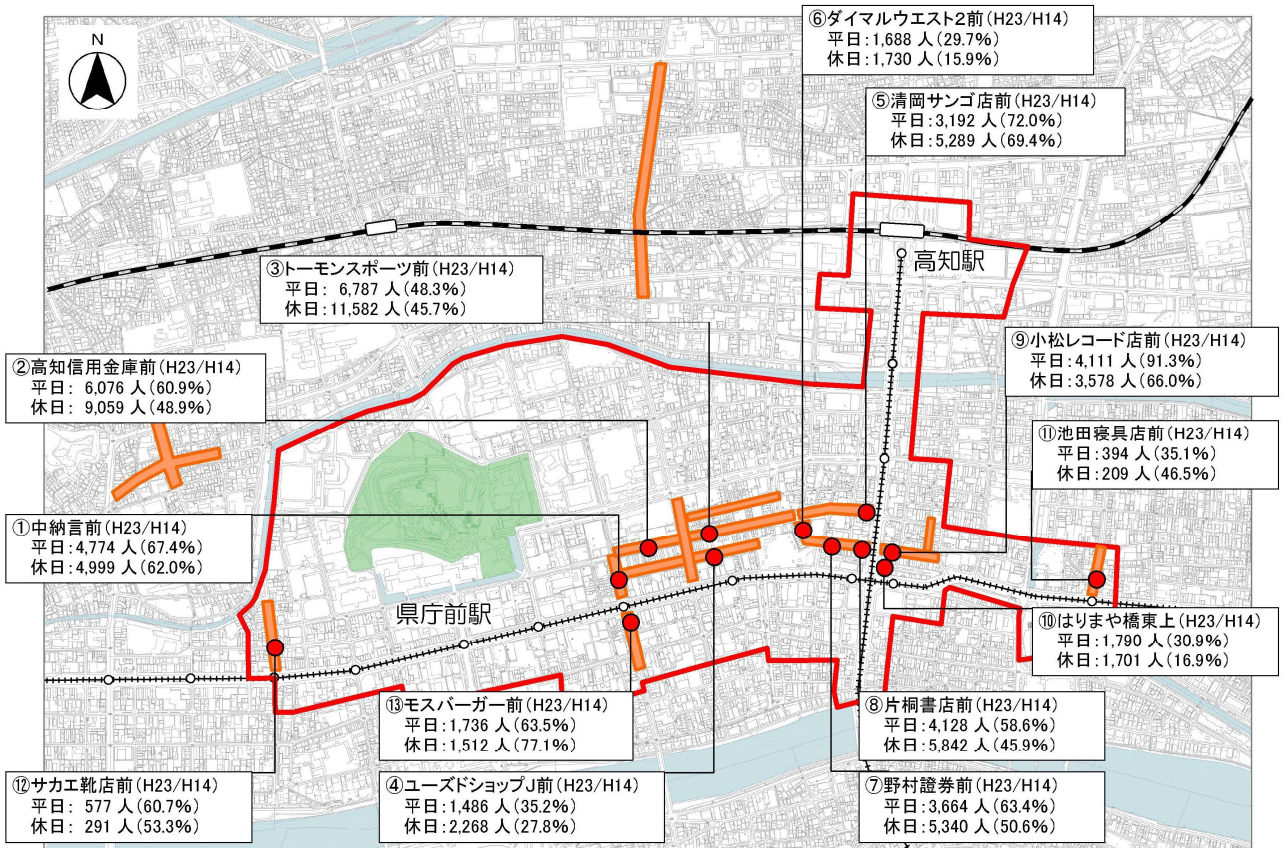 N
⑥ダイマルウエスト2前(H23/H14)
平日:1,688 人(29.7%)
休日:1,730 人(15.9%)
⑤清岡サンゴ店前(H23/H14)
平日:3,192 人(72.0%)
休日:5,289 人(69.4%)
高知駅
③トーモンスポーツ前(H23/H14)
平日: 6,787 人(48.3%)
休日:11,582 人(45.7%)
⑨小松レコード店前(H23/H14)
平日:4,111 人(91.3%)
休日:3,578 人(66.0%)
②高知信用金庫前(H23/H14)
平日: 6,076 人(60.9%)
休日: 9,059 人(48.9%)
⑪池田寝具店前(H23/H14)
平日:394 人(35.1%)
休日:209 人(46.5%)
①中納言前(H23/H14)
平日:4,774 人(67.4%)
休日:4,999 人(62.0%)
県庁前駅
⑩はりまや橋東上(H23/H14)
平日:1,790 人(30.9%)
休日:1,701 人(16.9%)
⑬モスバーガー前(H23/H14)
平日:1,736 人(63.5%)
休日:1,512 人(77.1%)
⑧片桐書店前(H23/H14)
平日:4,128 人(58.6%)
休日:5,842 人(45.9%)
⑫サカエ靴店前(H23/H14)
平日: 577 人(60.7%)
休日: 291 人(53.3%)
④ユーズドショップJ前(H23/H14)
平日:1,486 人(35.2%)
休日:2,268 人(27.8%)
⑦野村證券前(H23/H14)
平日:3,664 人(63.4%)
休日:5,340 人(50.6%)